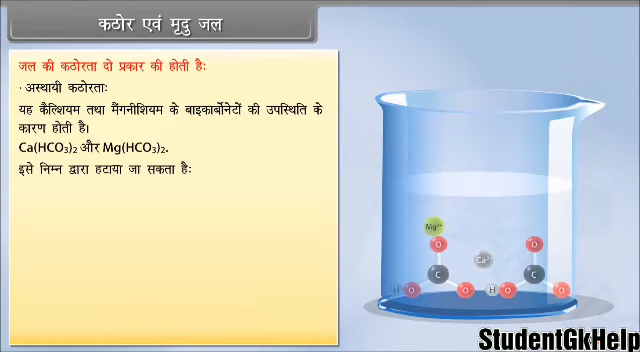 कठोर एवं मृदु जल
जल की कठोरता दो प्रकार की होती हैः
· अस्थायी कठोरताः
यह कैल्शियम तथा मैंगनीशियम के बाइकार्बोनेटों की उपस्थिति के
कारण होती है।
Ca(HCO₃)₂ और Mg(HCO₃)₂.
इसे निम्न द्वारा हटाया जा सकता हैः
Mg²⁺
O
O
Ca²⁺
C
C
H
O
O
H
O
O
StudentGkHelp